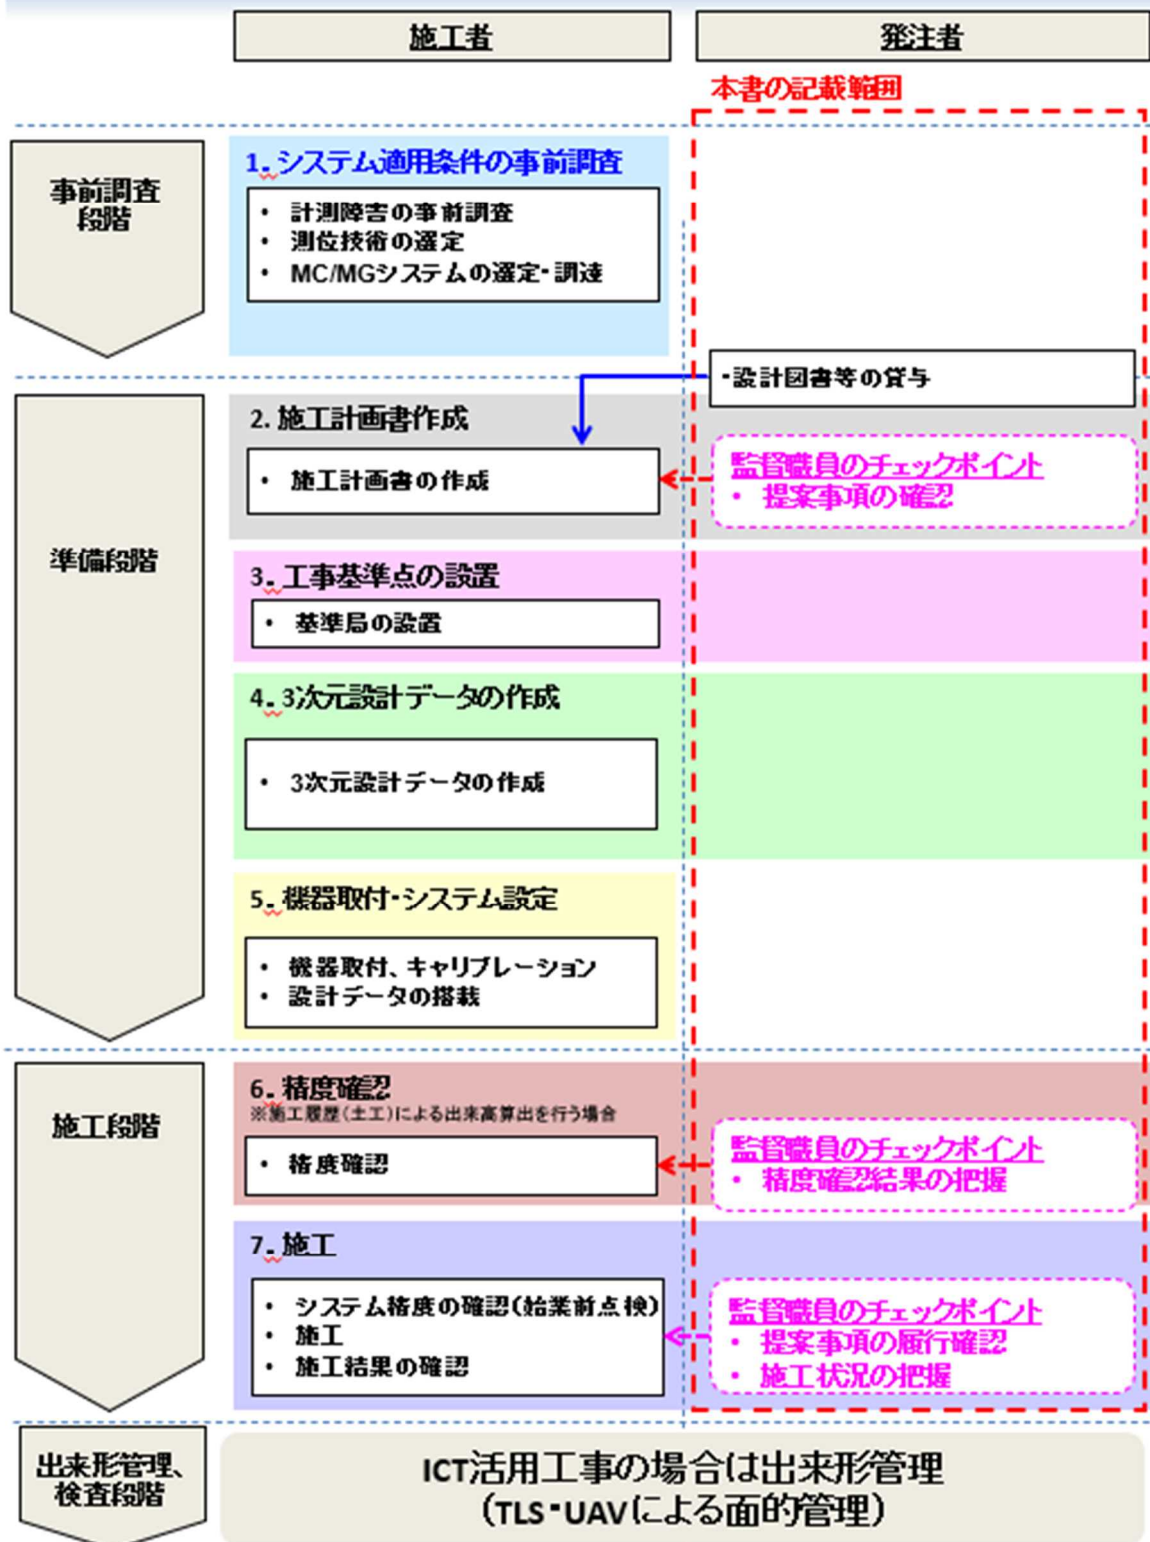 施工者
発注者
本書の記載範囲
事前調査
段階
1. システム適用条件の事前調査
・ 計測障害の事前調査
・ 測位技術の選定
・ MC/MGシステムの選定・調達
・設計図書等の貸与
準備段階
2. 施工計画書作成
・ 施工計画書の作成
監督職員のチェックポイント
・ 提案事項の確認
3. 工事基準点の設置
・ 基準局の設置
4. 3次元設計データの作成
・ 3次元設計データの作成
5. 機器取付・システム設定
・ 機器取付、キャリブレーション
・ 設計データの搭載
施工段階
6. 精度確認
※施工履歴(土工)による出来高算出を行う場合
・ 精度確認
監督職員のチェックポイント
・ 精度確認結果の把握
7. 施工
・ システム精度の確認(始業前点検)
・ 施工
・ 施工結果の確認
監督職員のチェックポイント
・ 提案事項の履行確認
・ 施工状況の把握
出来形管理、
検査段階
ICT活用工事の場合は出来形管理
(TLS・UAVによる面的管理)